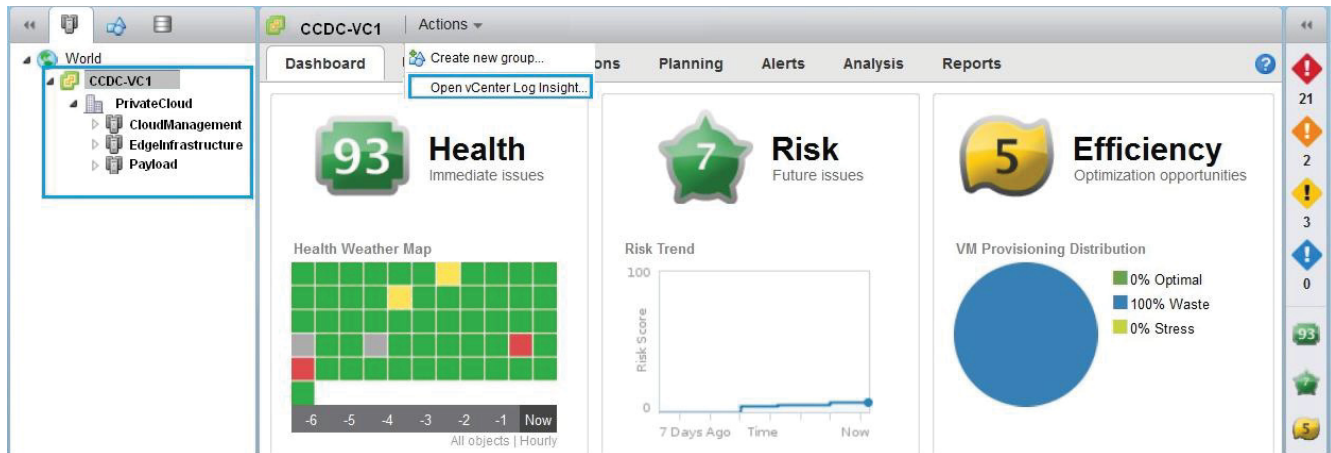 World
CCDC-VC1
PrivateCloud
CloudManagement
EdgeInfrastructure
Payload
CCDC-VC1 Actions
Create new group...
Open vCenter Log Insight...
Dashboard ons Planning Alerts Analysis Reports
?
93
Health
Immediate issues
Health Weather Map
-6 -5 -4 -3 -2 -1 Now
All objects | Hourly
7
Risk
Future issues
Risk Trend
100
Risk Score
0
7 Days Ago Time Now
5
Efficiency
Optimization opportunities
VM Provisioning Distribution
0% Optimal
100% Waste
0% Stress
!
21
!
2
!
3
!
0
93
7
5